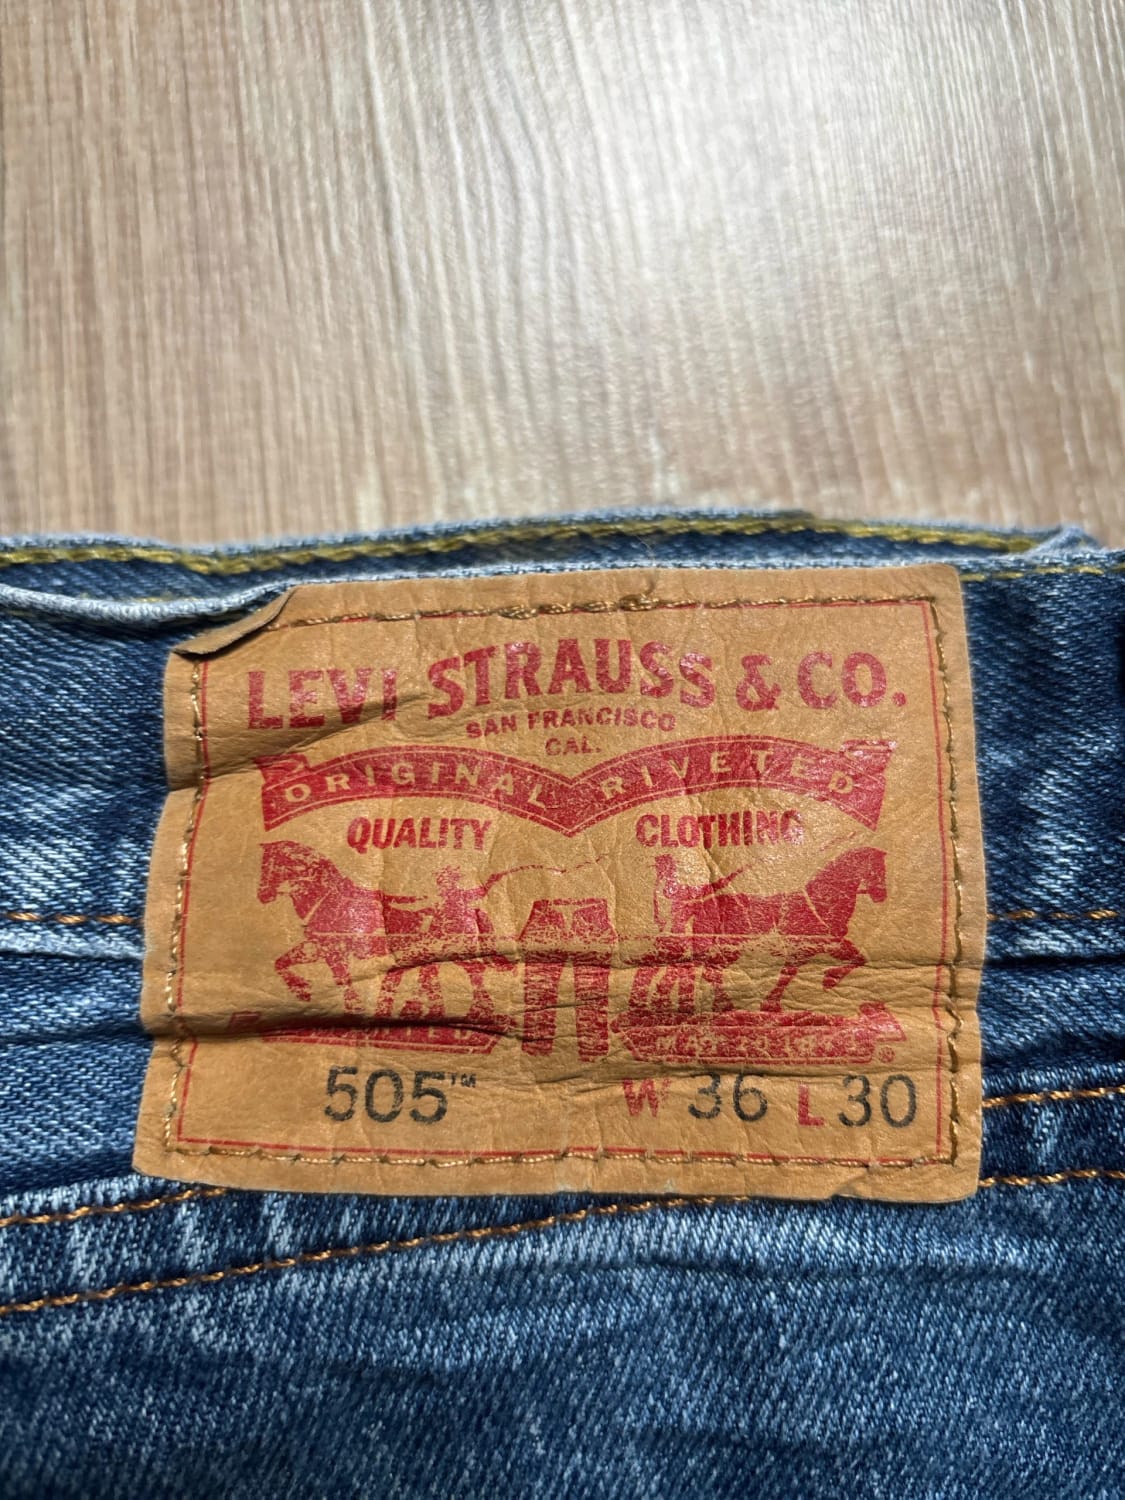 LEVI STRAUSS & CO.
SAN FRANCISCO
CAL.
ORIGINAL RIVETED
QUALITY CLOTHING
505™ W 36 L 30